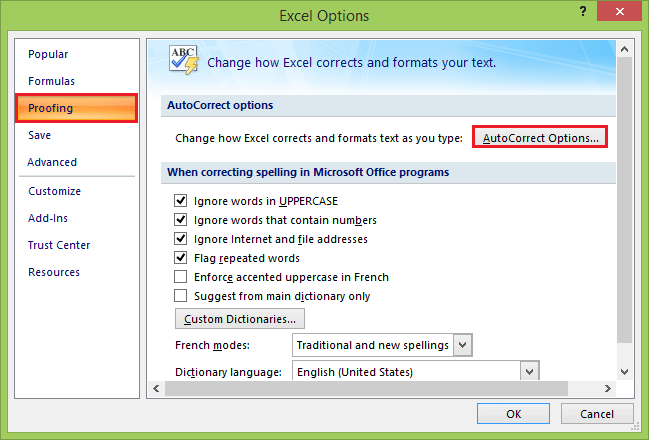 Excel Options
?
Popular
Formulas
Proofing
Save
Advanced
Customize
Add-Ins
Trust Center
Resources
ABC
Change how Excel corrects and formats your text.
AutoCorrect options
Change how Excel corrects and formats text as you type: AutoCorrect Options...
When correcting spelling in Microsoft Office programs
Ignore words in UPPERCASE
Ignore words that contain numbers
Ignore Internet and file addresses
Flag repeated words
Enforce accented uppercase in French
Suggest from main dictionary only
Custom Dictionaries...
French modes: Traditional and new spellings
Dictionary language: English (United States)
OK Cancel